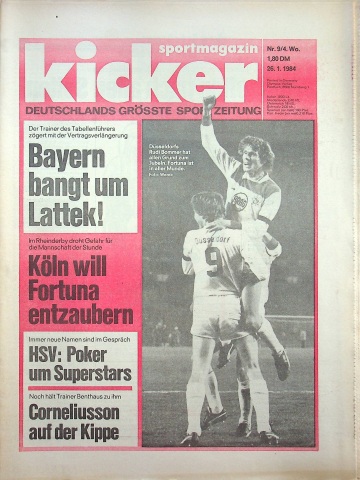 sportmagazin
kicker
Nr. 9/4. Wo.
1,80 DM
26. 1. 1984
DEUTSCHLANDS GRÖSSTE SPORTZEITUNG
Der Trainer des Tabellenführers
zögert mit der Vertragsverlängerung
Bayern
bangt um
Lattek!
Düsseldorfs
Rudi Bommer hat
allen Grund zum
Jubeln. Fortuna ist
in aller Munde.
Im Rheinderby droht Gefahr für
die Mannschaft der Stunde
Köln will
Fortuna
entzaubern
Immer neue Namen sind im Gespräch
HSV: Poker
um Superstars
Noch hält Trainer Benthaus zu ihm
Corneliusson
auf der Kippe
9